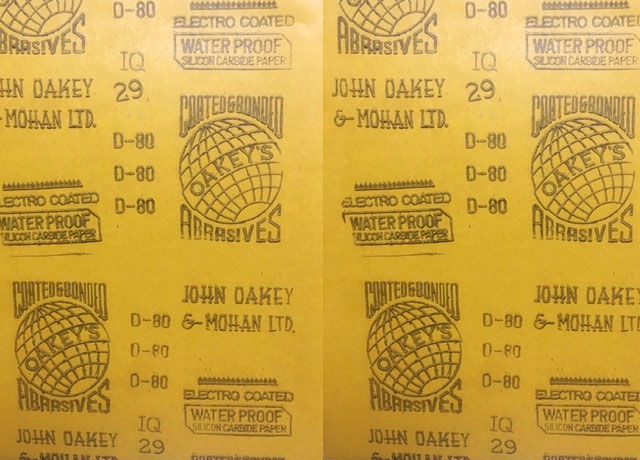 D-80
D-80
ABRASIVES
ELECTRO COATED
WATER PROOF
SILICON CARBIDE PAPER
IQ
29
OAKEY
& MOHAN LTD.
COATED & BONDED
OAKEY'S
ABRASIVES
D-80
D-80
D-80
ELECTRO COATED
WATER PROOF
SILICON CARBIDE PAPER
COATED & BONDED
OAKEY'S
ABRASIVES
JOHN OAKEY
& MOHAN LTD.
D-80
D-80
D-80
ELECTRO COATED
WATER PROOF
SILICON CARBIDE PAPER
IQ
29
JOHN OAKEY
& MOHAN LTD.
D-80
D-80
ABRASIVES
ELECTRO COATED
WATER PROOF
SILICON CARBIDE PAPER
IQ
29
JOHN OAKEY
& MOHAN LTD.
COATED & BONDED
OAKEY'S
ABRASIVES
D-80
D-80
D-80
ELECTRO COATED
WATER PROOF
SILICON CARBIDE PAPER
COATED & BONDED
OAKEY'S
ABRASIVES
JOHN OAKEY
& MOHAN LTD.
D-80
D-80
D-80
ELECTRO COATED
WATER PROOF
SILICON CARBIDE PAPER
IQ
29
JOHN OAKEY